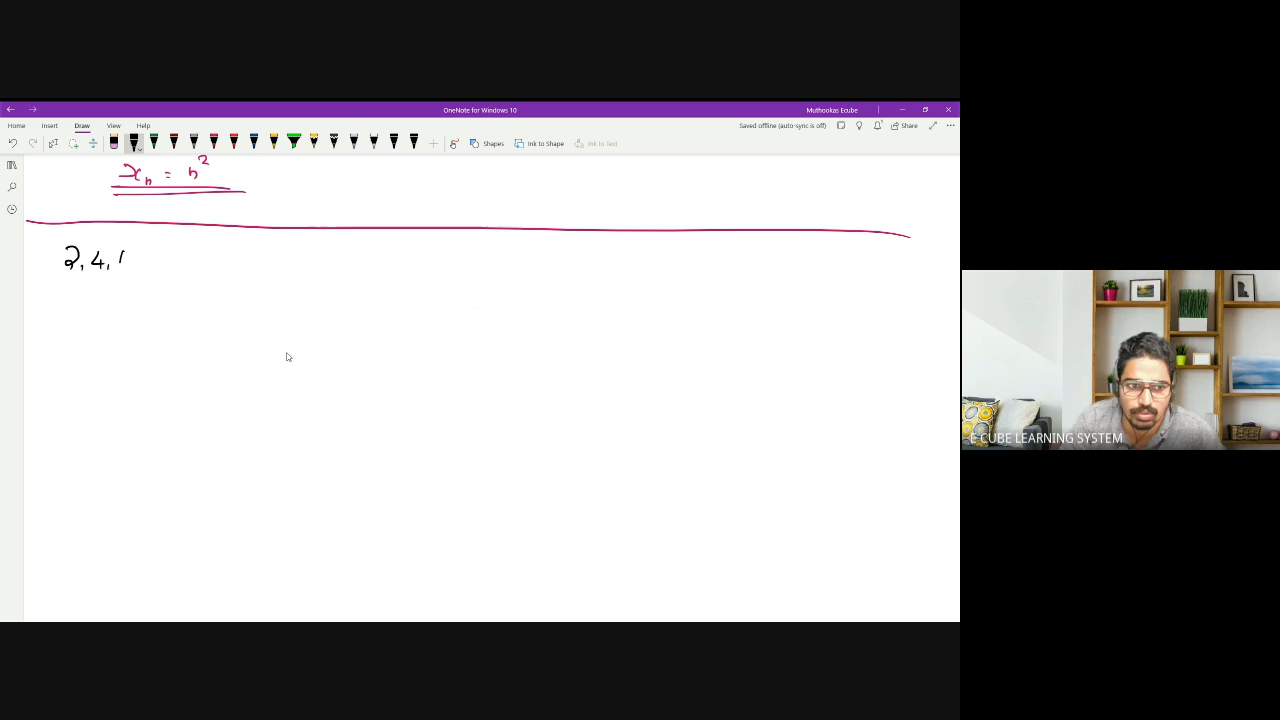 OneNote for Windows 10
Muthookas Ecube
Home Insert Draw View Help
Saved offline (auto-sync is off)
Share
Shapes
Ink to Shape
Ink to Text
xₙ = n²
2, 4,
E CUBE LEARNING SYSTEM